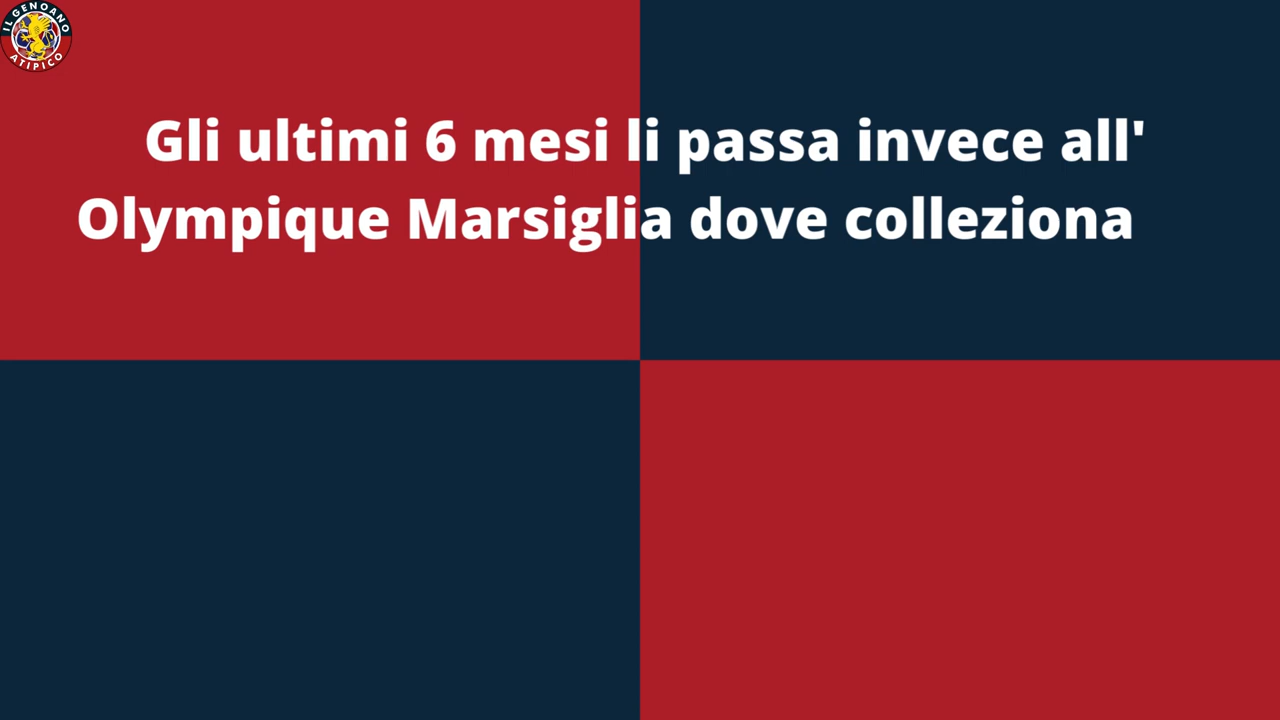 IL GENOANO
ATIPICO
Gli ultimi 6 mesi li passa invece all'
Olympique Marsiglia dove colleziona